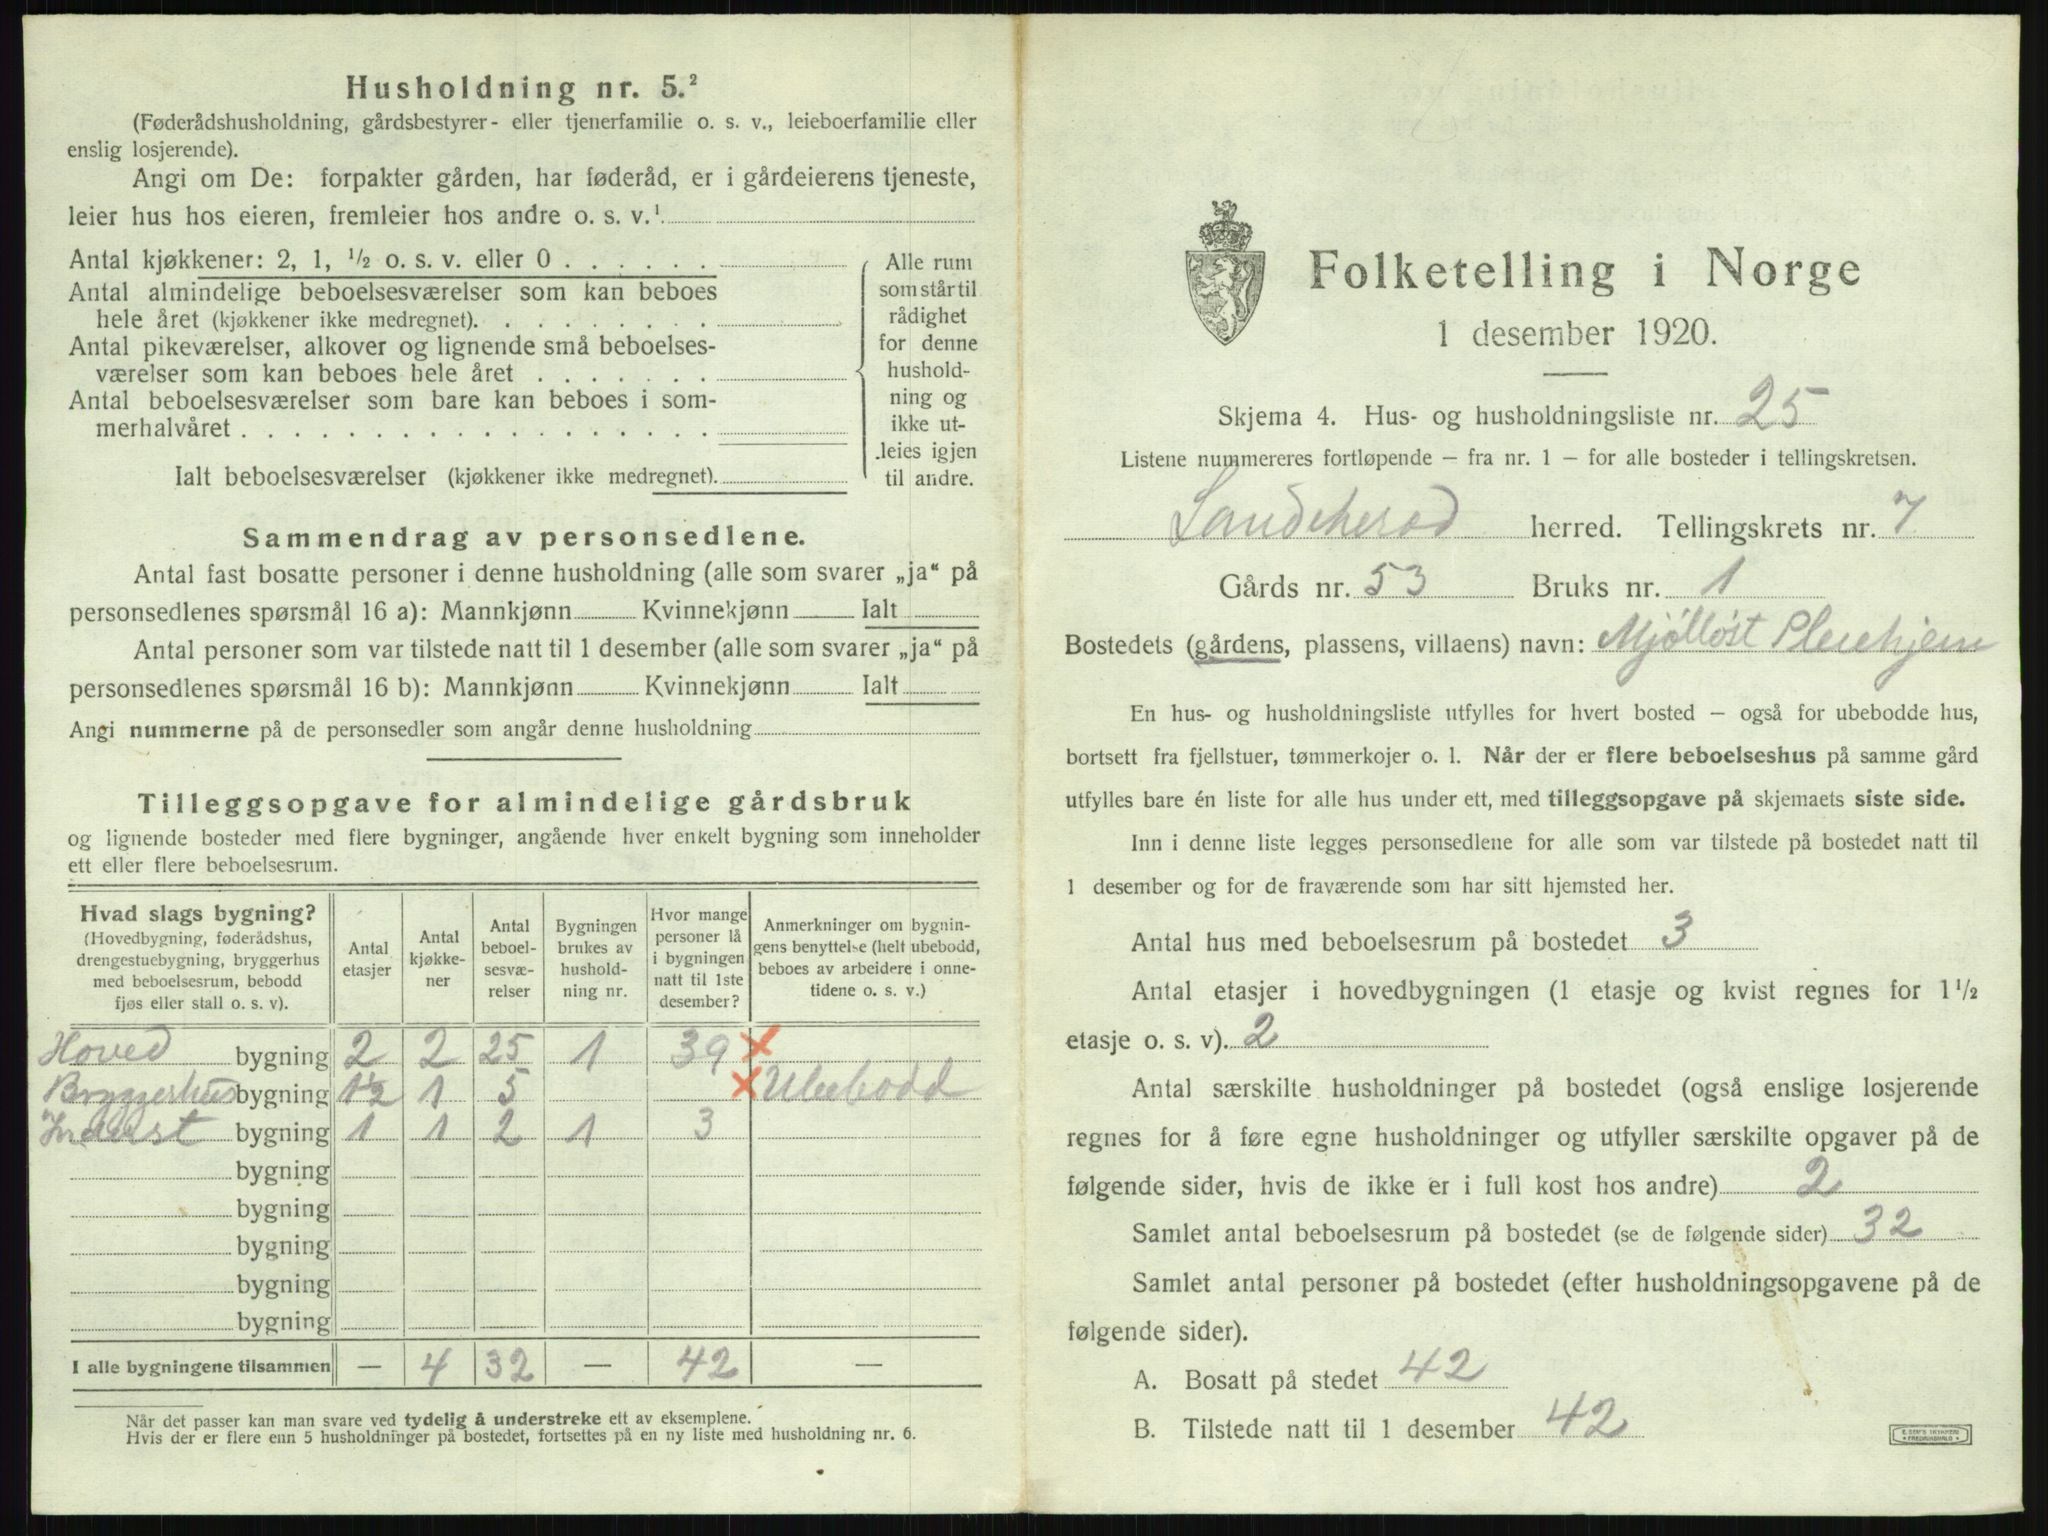 Husholdning nr. 5.²
(Føderådshusholdning, gårdsbestyrer- eller tjenerfamilie o. s. v., leieboerfamilie eller
enslig losjerende).
Angi om De: forpakter gården, har føderåd, er i gårdeierens tjeneste,
leier hus hos eieren, fremleier hos andre o. s. v.¹
Antal kjøkkener: 2, 1, ½ o. s. v. eller 0 . . . . . .
Antal almindelige beboelsesværelser som kan beboes
hele året (kjøkkener ikke medregnet). . . . . . . . .
Antal pikeværelser, alkover og lignende små beboelses-
værelser som kan beboes hele året . . . . . . .
Antal beboelsesværelser som bare kan beboes i som-
merhalvåret . . . . . . . . . . . . . . . . . .
Ialt beboelsesværelser (kjøkkener ikke medregnet).
Alle rum
som står til
rådighet
for denne
hushold-
ning og
ikke ut-
leies igjen
til andre.
Sammendrag av personsedlene.
Antal fast bosatte personer i denne husholdning (alle som svarer „ja“ på
personsedlenes spørsmål 16 a): Mannkjønn Kvinnekjønn Ialt
Antal personer som var tilstede natt til 1 desember (alle som svarer „ja“ på
personsedlenes spørsmål 16 b): Mannkjønn Kvinnekjønn Ialt
Angi nummerne på de personsedler som angår denne husholdning
Tilleggsopgave for almindelige gårdsbruk
og lignende bosteder med flere bygninger, angående hver enkelt bygning som inneholder
ett eller flere beboelsesrum.
Hvad slags bygning?
(Hovedbygning, føderådshus,
drengestuebygning, bryggerhus
med beboelsesrum, bebodd
fjøs eller stall o. s. v).
Antal
etasjer
Antal
kjøkke-
ner
Antal
beboel-
sesvæ-
relser
Bygningen
brukes av
hushold-
ning nr.
Hvor mange
personer lå
i bygningen
natt til 1ste
desember?
Anmerkninger om bygnin-
gens benyttelse (helt ubebodd,
beboes av arbeidere i onne-
tidene o. s. v.)
Hoved bygning 2 2 25 1 39 x
Bryggerhus bygning 1½ 1 5 x Ubebodd
bygning 1 1 2 1 3
bygning
bygning
bygning
bygning
bygning
I alle bygningene tilsammen — 4 32 — 42 —
Når det passer kan man svare ved tydelig å understreke ett av eksemplene.
Hvis der er flere enn 5 husholdninger på bostedet, fortsettes på en ny liste med husholdning nr. 6.
Folketelling i Norge
1 desember 1920.
Skjema 4. Hus- og husholdningsliste nr. 25
Listene nummereres fortløpende — fra nr. 1 — for alle bosteder i tellingskretsen.
Sandeherad herred. Tellingskrets nr. 7
Gårds nr. 53 Bruks nr. 1
Bostedets (gårdens, plassens, villaens) navn: Mjølløst Pleiehjem
En hus- og husholdningsliste utfylles for hvert bosted — også for ubebodde hus,
bortsett fra fjellstuer, tømmerkojer o. l. Når der er flere beboelseshus på samme gård
utfylles bare én liste for alle hus under ett, med tilleggsopgave på skjemaets siste side.
Inn i denne liste legges personsedlene for alle som var tilstede på bostedet natt til
1 desember og for de fraværende som har sitt hjemsted her.
Antal hus med beboelsesrum på bostedet 3
Antal etasjer i hovedbygningen (1 etasje og kvist regnes for 1½
etasje o. s. v). 2
Antal særskilte husholdninger på bostedet (også enslige losjerende
regnes for å føre egne husholdninger og utfyller særskilte opgaver på de
følgende sider, hvis de ikke er i full kost hos andre) 2
Samlet antal beboelsesrum på bostedet (se de følgende sider) 32
Samlet antal personer på bostedet (efter husholdningsopgavene på de
følgende sider).
A. Bosatt på stedet 42
B. Tilstede natt til 1 desember 42